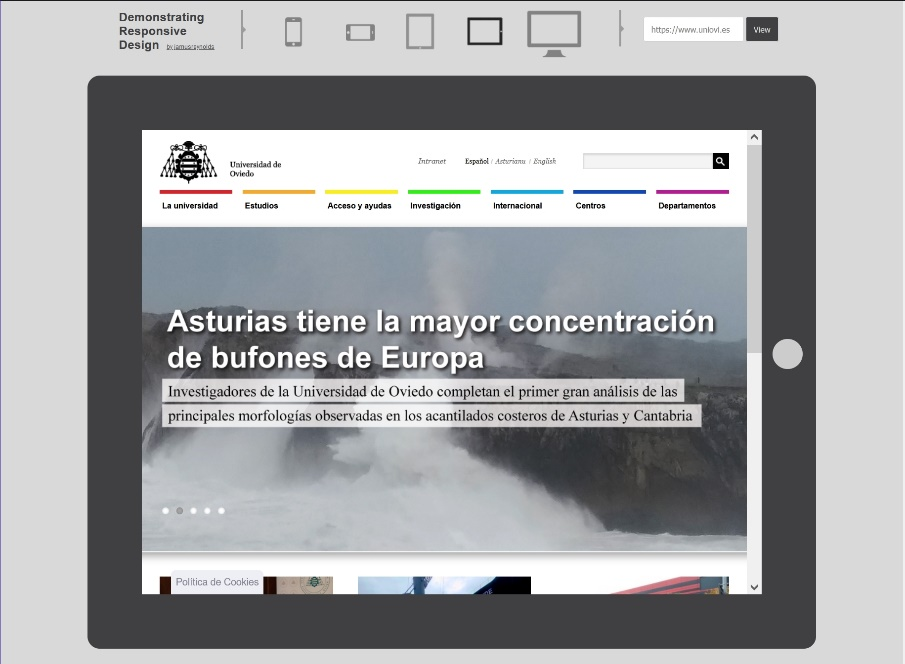 Demonstrating
Responsive
Design by jamusreynolds
https://www.uniovi.es
View
Universidad de
Oviedo
Intranet
Español / Asturianu / English
La universidad
Estudios
Acceso y ayudas
Investigación
Internacional
Centros
Departamentos
Asturias tiene la mayor concentración
de bufones de Europa
Investigadores de la Universidad de Oviedo completan el primer gran análisis de las
principales morfologías observadas en los acantilados costeros de Asturias y Cantabria
Política de Cookies